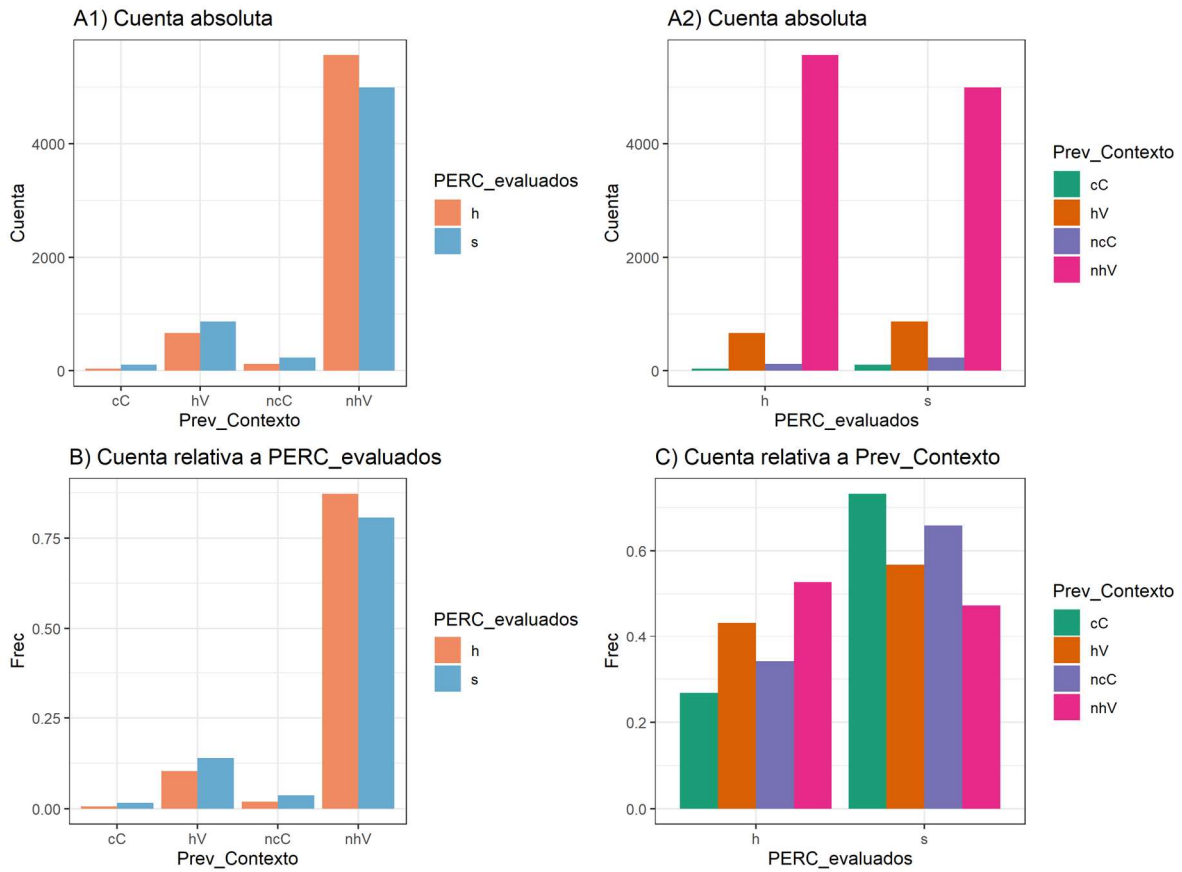 A1) Cuenta absoluta
Cuenta
4000
2000
0
cC hV ncC nhV
Prev_Contexto
PERC_evaluados
h
s
A2) Cuenta absoluta
Cuenta
4000
2000
0
h s
PERC_evaluados
Prev_Contexto
cC
hV
ncC
nhV
B) Cuenta relativa a PERC_evaluados
Frec
0.75
0.50
0.25
0.00
cC hV ncC nhV
Prev_Contexto
PERC_evaluados
h
s
C) Cuenta relativa a Prev_Contexto
Frec
0.6
0.4
0.2
0.0
h s
PERC_evaluados
Prev_Contexto
cC
hV
ncC
nhV